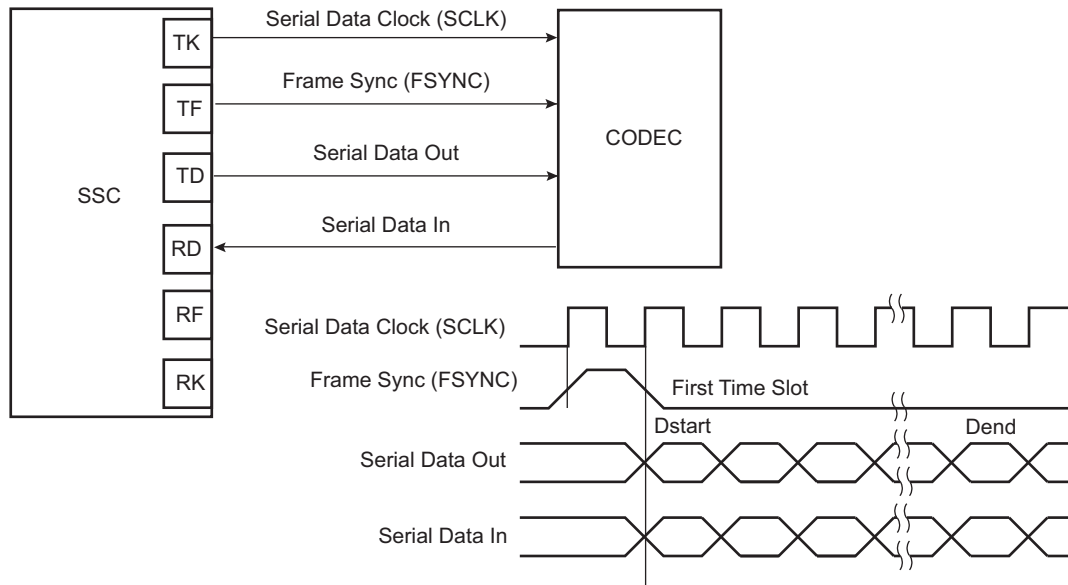 SSC
TK
TF
TD
RD
RF
RK
Serial Data Clock (SCLK)
Frame Sync (FSYNC)
Serial Data Out
Serial Data In
CODEC
Serial Data Clock (SCLK)
Frame Sync (FSYNC)
First Time Slot
Dstart
Dend
Serial Data Out
Serial Data In